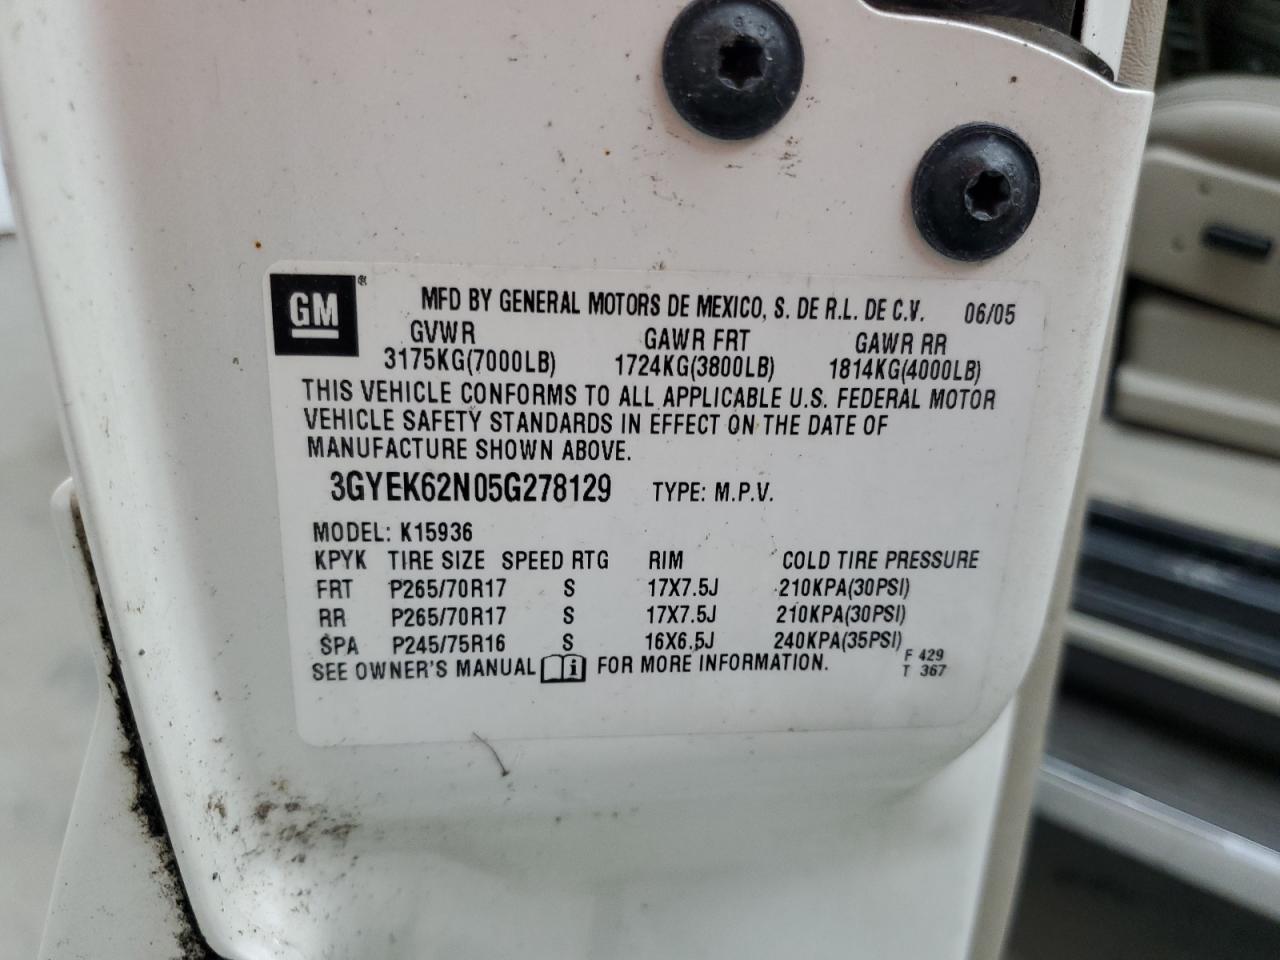 GM®
MFD BY GENERAL MOTORS DE MEXICO, S. DE R.L. DE C.V. 06/05
GVWR GAWR FRT GAWR RR
3175KG(7000LB) 1724KG(3800LB) 1814KG(4000LB)
THIS VEHICLE CONFORMS TO ALL APPLICABLE U.S. FEDERAL MOTOR
VEHICLE SAFETY STANDARDS IN EFFECT ON THE DATE OF
MANUFACTURE SHOWN ABOVE.
3GYEK62N05G278129 TYPE: M.P.V.
MODEL: K15936
KPYK TIRE SIZE SPEED RTG RIM COLD TIRE PRESSURE
FRT P265/70R17 S 17X7.5J 210KPA(30PSI)
RR P265/70R17 S 17X7.5J 210KPA(30PSI)
SPA P245/75R16 S 16X6.5J 240KPA(35PSI)
SEE OWNER'S MANUAL FOR MORE INFORMATION.
F 429
T 367